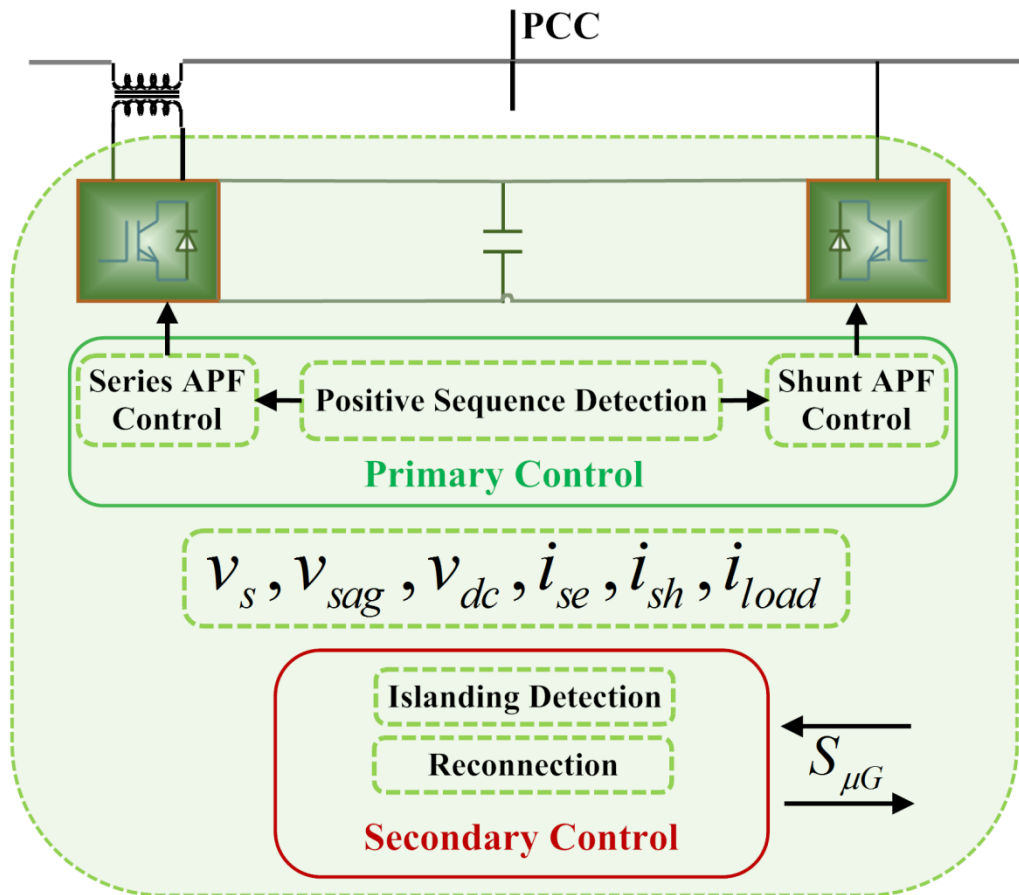 PCC
Series APF
Control
Positive Sequence Detection
Shunt APF
Control
Primary Control
v_s, v_sag, v_dc, i_se, i_sh, i_load
Islanding Detection
Reconnection
Secondary Control
S_μG